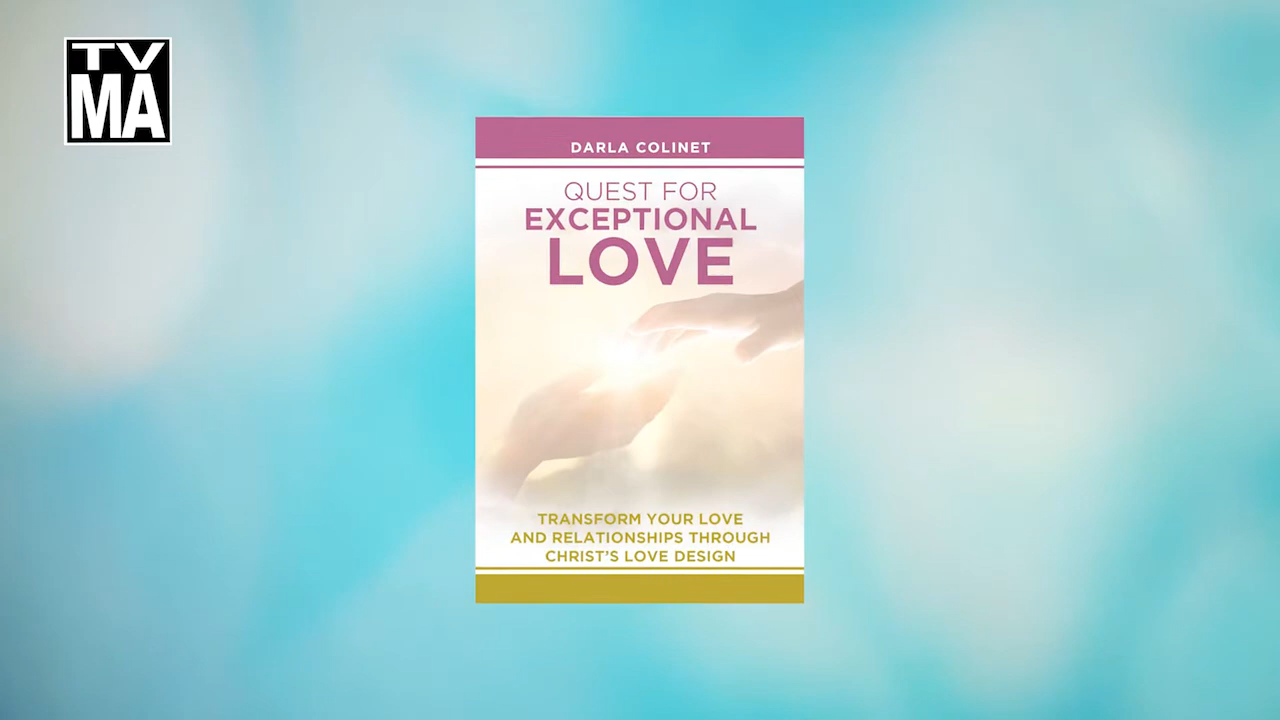 TV
MA
DARLA COLINET
QUEST FOR
EXCEPTIONAL
LOVE
TRANSFORM YOUR LOVE
AND RELATIONSHIPS THROUGH
CHRIST'S LOVE DESIGN